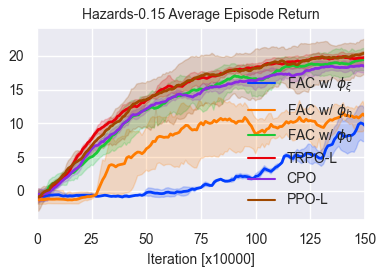 Hazards-0.15 Average Episode Return
20
15
10
5
0
0
25
50
75
100
125
150
Iteration [x10000]
FAC w/ ϕξ
FAC w/ ϕh
FAC w/ ϕθ
TRPO-L
CPO
PPO-L